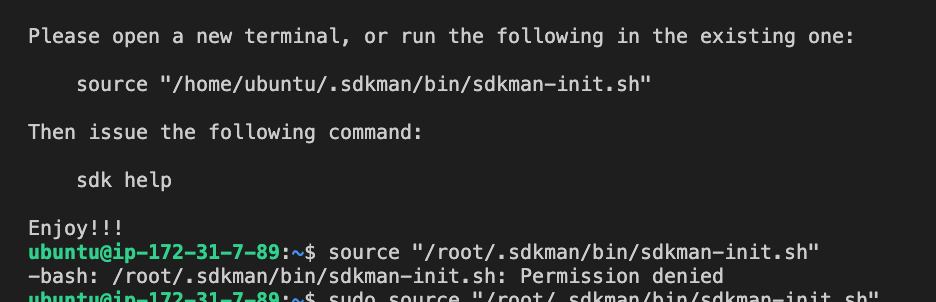 Please open a new terminal, or run the following in the existing one:
source "/home/ubuntu/.sdkman/bin/sdkman-init.sh"
Then issue the following command:
sdk help
Enjoy!!!
ubuntu@ip-172-31-7-89:~$ source "/root/.sdkman/bin/sdkman-init.sh"
-bash: /root/.sdkman/bin/sdkman-init.sh: Permission denied
ubuntu@ip-172-31-7-89:~$ sudo source "/root/.sdkman/bin/sdkman-init.sh"